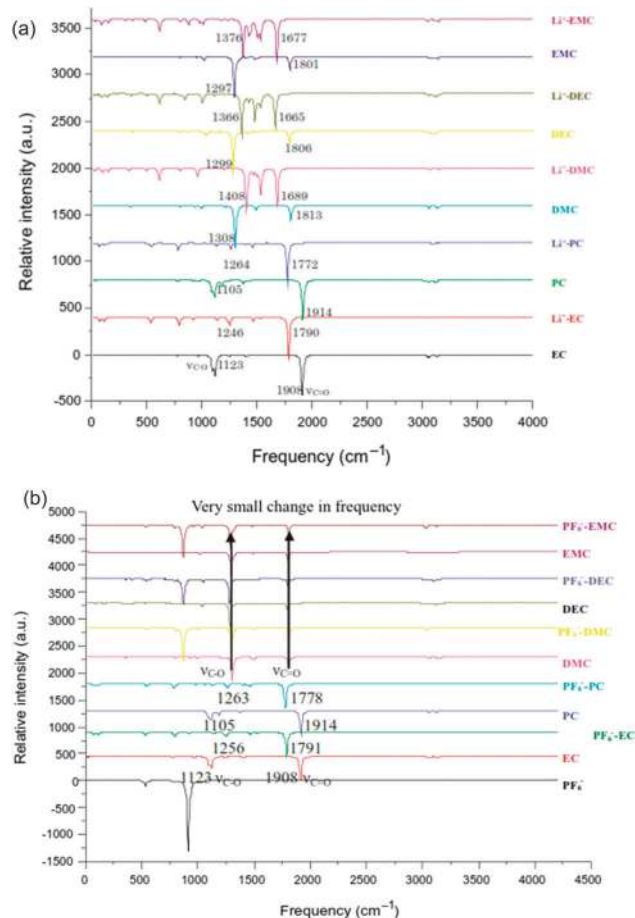 (a)
Relative intensity (a.u.)
3500
3000
2500
2000
1500
1000
500
0
-500
1376
1677
Li⁺-EMC
1801
EMC
1297
Li⁺-DEC
1366
1665
DEC
1806
1299
Li⁺-DMC
1408
1689
DMC
1813
1308
Li⁺-PC
1264
1772
PC
1105
1914
Li⁺-EC
1246
1790
EC
νC-O
1123
1908 νC=O
0
500
1000
1500
2000
2500
3000
3500
4000
Frequency (cm⁻¹)
(b)
Very small change in frequency
Relative intensity (a.u.)
5000
4500
4000
3500
3000
2500
2000
1500
1000
500
0
-500
-1000
-1500
PF₆⁻-EMC
EMC
PF₆⁻-DEC
DEC
PF₆-DMC
DMC
νC-O
νC=O
PF₆⁻-PC
1263
1778
PC
1105
1914
PF₆⁻-EC
1256
1791
EC
1123 νC-O
1908 νC=O
PF₆⁻
0
500
1000
1500
2000
2500
3000
3500
4000
4500
Frequency (cm⁻¹)